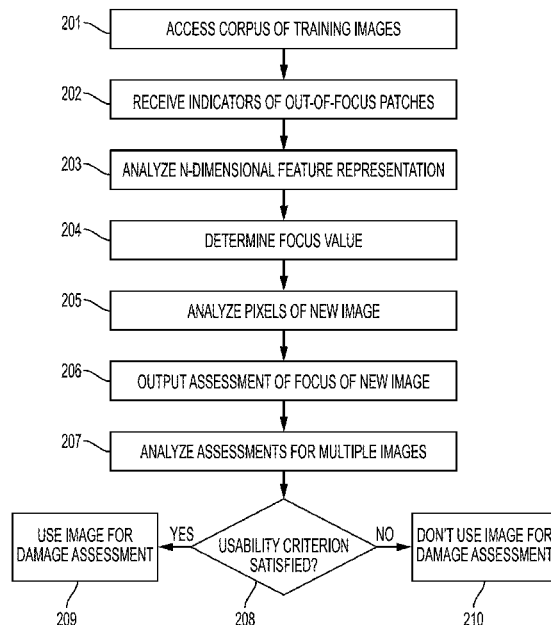 201
ACCESS CORPUS OF TRAINING IMAGES
202
RECEIVE INDICATORS OF OUT-OF-FOCUS PATCHES
203
ANALYZE N-DIMENSIONAL FEATURE REPRESENTATION
204
DETERMINE FOCUS VALUE
205
ANALYZE PIXELS OF NEW IMAGE
206
OUTPUT ASSESSMENT OF FOCUS OF NEW IMAGE
207
ANALYZE ASSESSMENTS FOR MULTIPLE IMAGES
USE IMAGE FOR
DAMAGE ASSESSMENT
YES
USABILITY CRITERION
SATISFIED?
NO
DON'T USE IMAGE FOR
DAMAGE ASSESSMENT
209
208
210